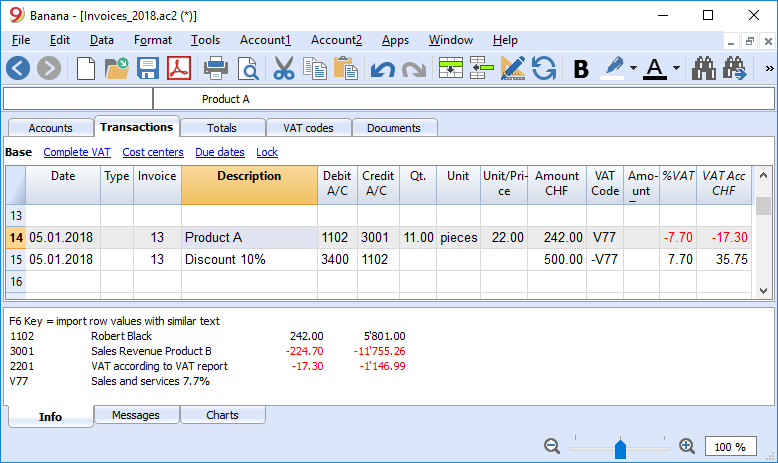 Banana - [Invoices_2018.ac2 (*)]
File Edit Data Format Tools Account1 Account2 Apps Window Help
B A »
Product A
Accounts Transactions Totals VAT codes Documents
Base Complete VAT Cost centers Due dates Lock
Date Type Invoice Description Debit A/C Credit A/C Qt. Unit Unit/Pri-ce Amount CHF VAT Code Amo-unt %VAT VAT Acc CHF
13
14 05.01.2018 13 Product A 1102 3001 11.00 pieces 22.00 242.00 V77 -7.70 -17.30
15 05.01.2018 13 Discount 10% 3400 1102 500.00 -V77 7.70 35.75
16
F6 Key = import row values with similar text
1102 Robert Black 242.00 5'801.00
3001 Sales Revenue Product B -224.70 -11'755.26
2201 VAT according to VAT report -17.30 -1'146.99
V77 Sales and services 7.7%
Info Messages Charts
100 %